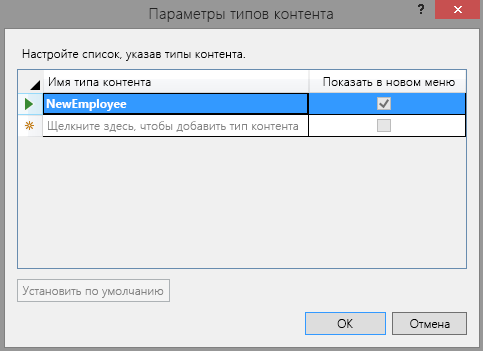 Параметры типов контента
?
Настройте список, указав типы контента.
Имя типа контента Показать в новом меню
NewEmployee
Щелкните здесь, чтобы добавить тип контента
Установить по умолчанию
ОК Отмена